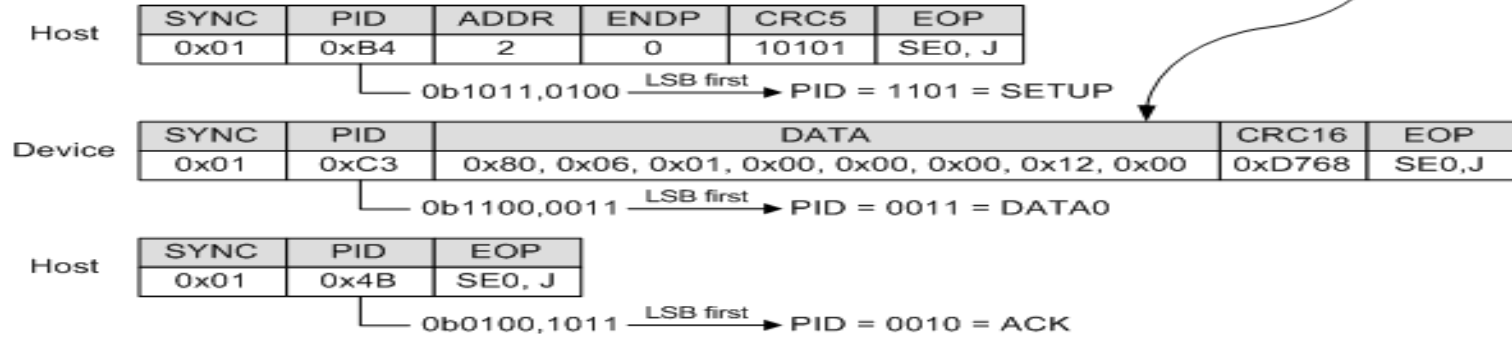 Host
SYNC PID ADDR ENDP CRC5 EOP
0x01 0xB4 2 0 10101 SE0, J
0b1011,0100 LSB first PID = 1101 = SETUP
Device
SYNC PID DATA CRC16 EOP
0x01 0xC3 0x80, 0x06, 0x01, 0x00, 0x00, 0x00, 0x12, 0x00 0xD768 SE0,J
0b1100,0011 LSB first PID = 0011 = DATA0
Host
SYNC PID EOP
0x01 0x4B SE0, J
0b0100,1011 LSB first PID = 0010 = ACK